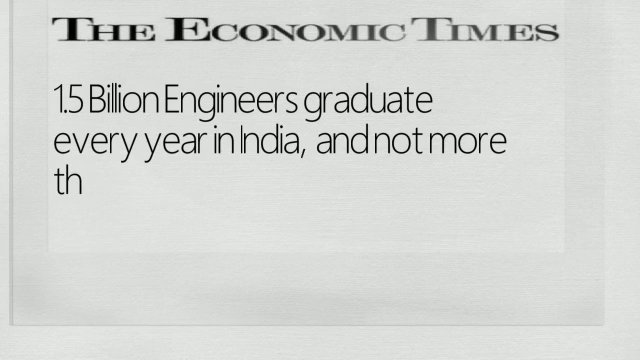 THE ECONOMIC TIMES
1.5 Billion Engineers graduate
every year in India, and not more
th